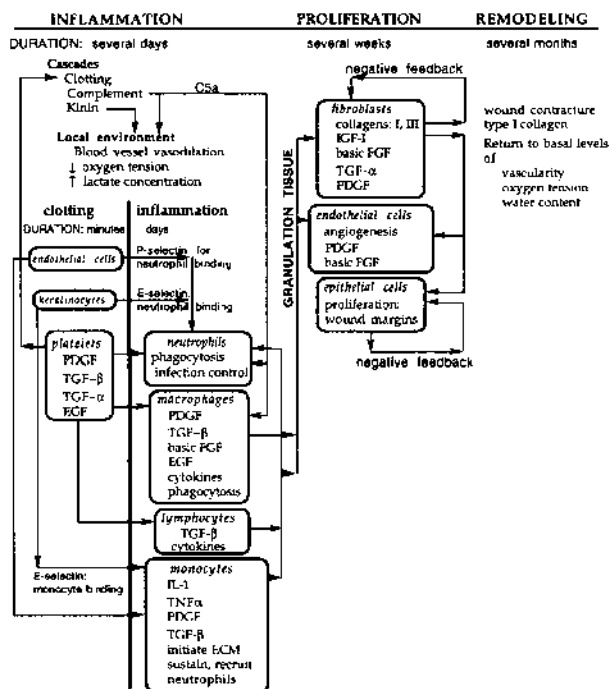 INFLAMMATION
PROLIFERATION
REMODELING
DURATION: several days
several weeks
several months
Cascades
Clotting
Complement
Kinin
C5a
Local environment
Blood vessel vasodilation
↓ oxygen tension
↑ lactate concentration
clotting
inflammation
DURATION: minutes
days
endothelial cells
P-selectin for
neutrophil binding
keratinocytes
E-selectin:
neutrophil binding
platelets
PDGF
TGF-β
TGF-α
EGF
neutrophils
phagocytosis
infection control
macrophages
PDGF
TGF-β
basic FGF
EGF
cytokines
phagocytosis
lymphocytes
TGF-β
cytokines
E-selectin:
monocyte binding
monocytes
IL-1
TNFα
PDGF
TGF-β
initiate ECM
sustain, recruit
neutrophils
GRANULATION TISSUE
negative feedback
fibroblasts
collagens: I, III
IGF-I
basic FGF
TGF-α
PDGF
endothelial cells
angiogenesis
PDGF
basic FGF
epithelial cells
proliferation:
wound margins
negative feedback
wound contracture
type I collagen
Return to basal levels
of
vascularity
oxygen tension
water content